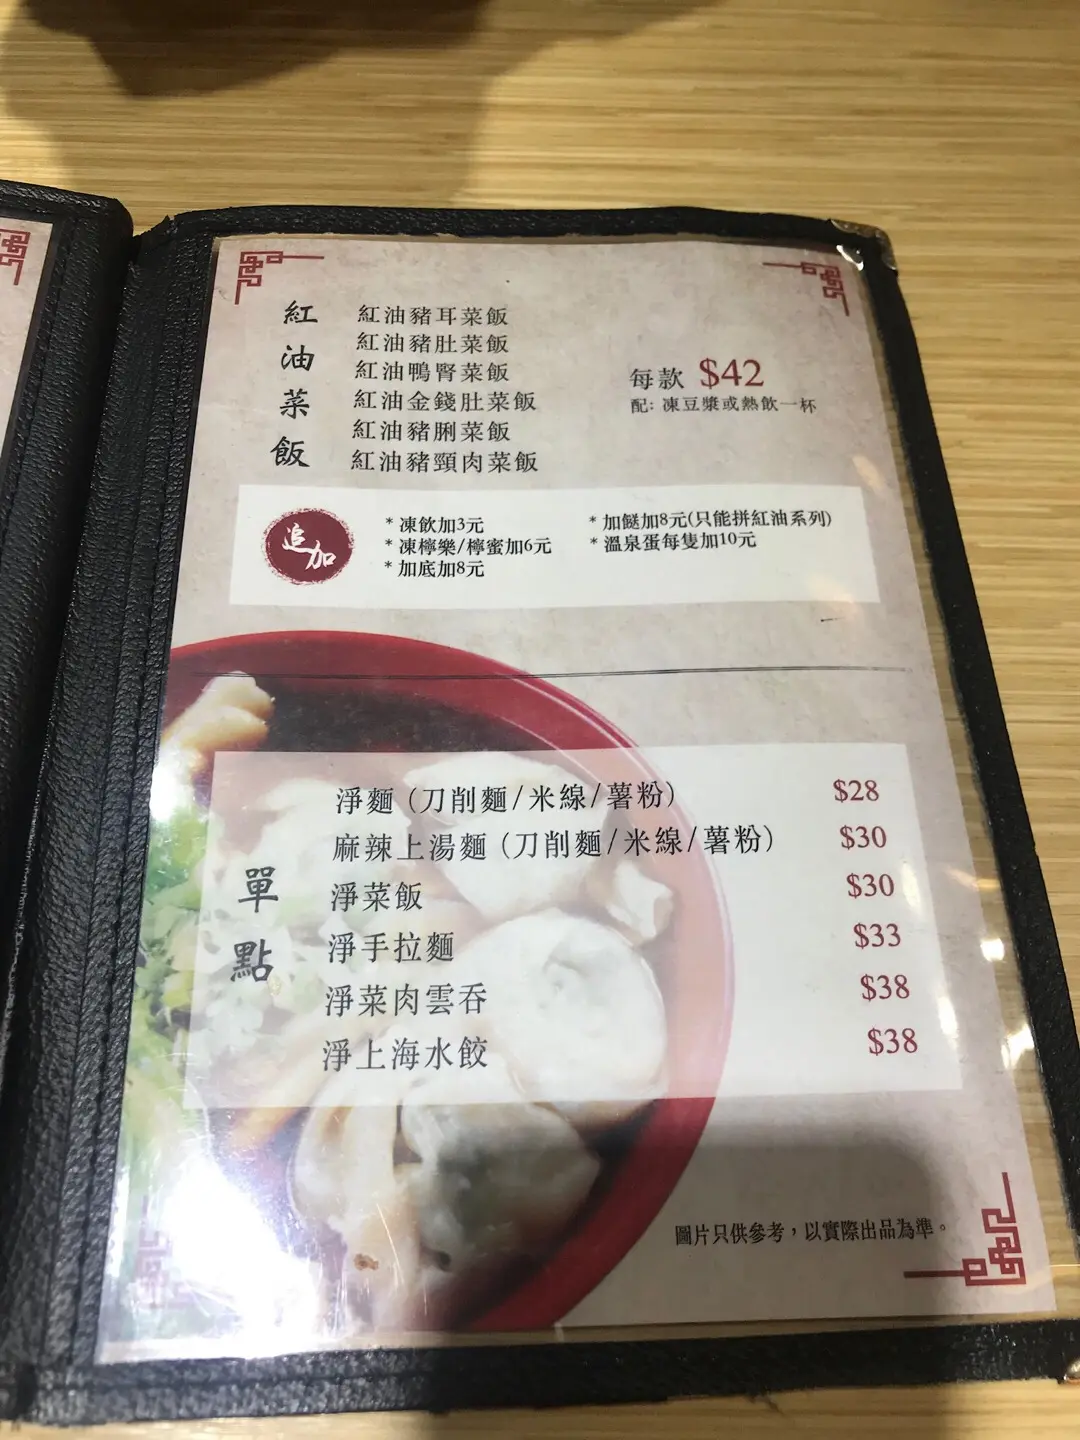 紅油菜飯
紅油豬耳菜飯
紅油豬肚菜飯
紅油鴨腎菜飯
紅油金錢肚菜飯
紅油豬脷菜飯
紅油豬頸肉菜飯
每款 $42
配: 凍豆漿或熱飲一杯
追加
* 凍飲加3元
* 凍檸樂/檸蜜加6元
* 加底加8元
* 加餸加8元(只能拼紅油系列)
* 溫泉蛋每隻加10元
單點
淨麵 (刀削麵/米線/薯粉) $28
麻辣上湯麵 (刀削麵/米線/薯粉) $30
淨菜飯 $30
淨手拉麵 $33
淨菜肉雲吞 $38
淨上海水餃 $38
圖片只供參考，以實際出品為準。